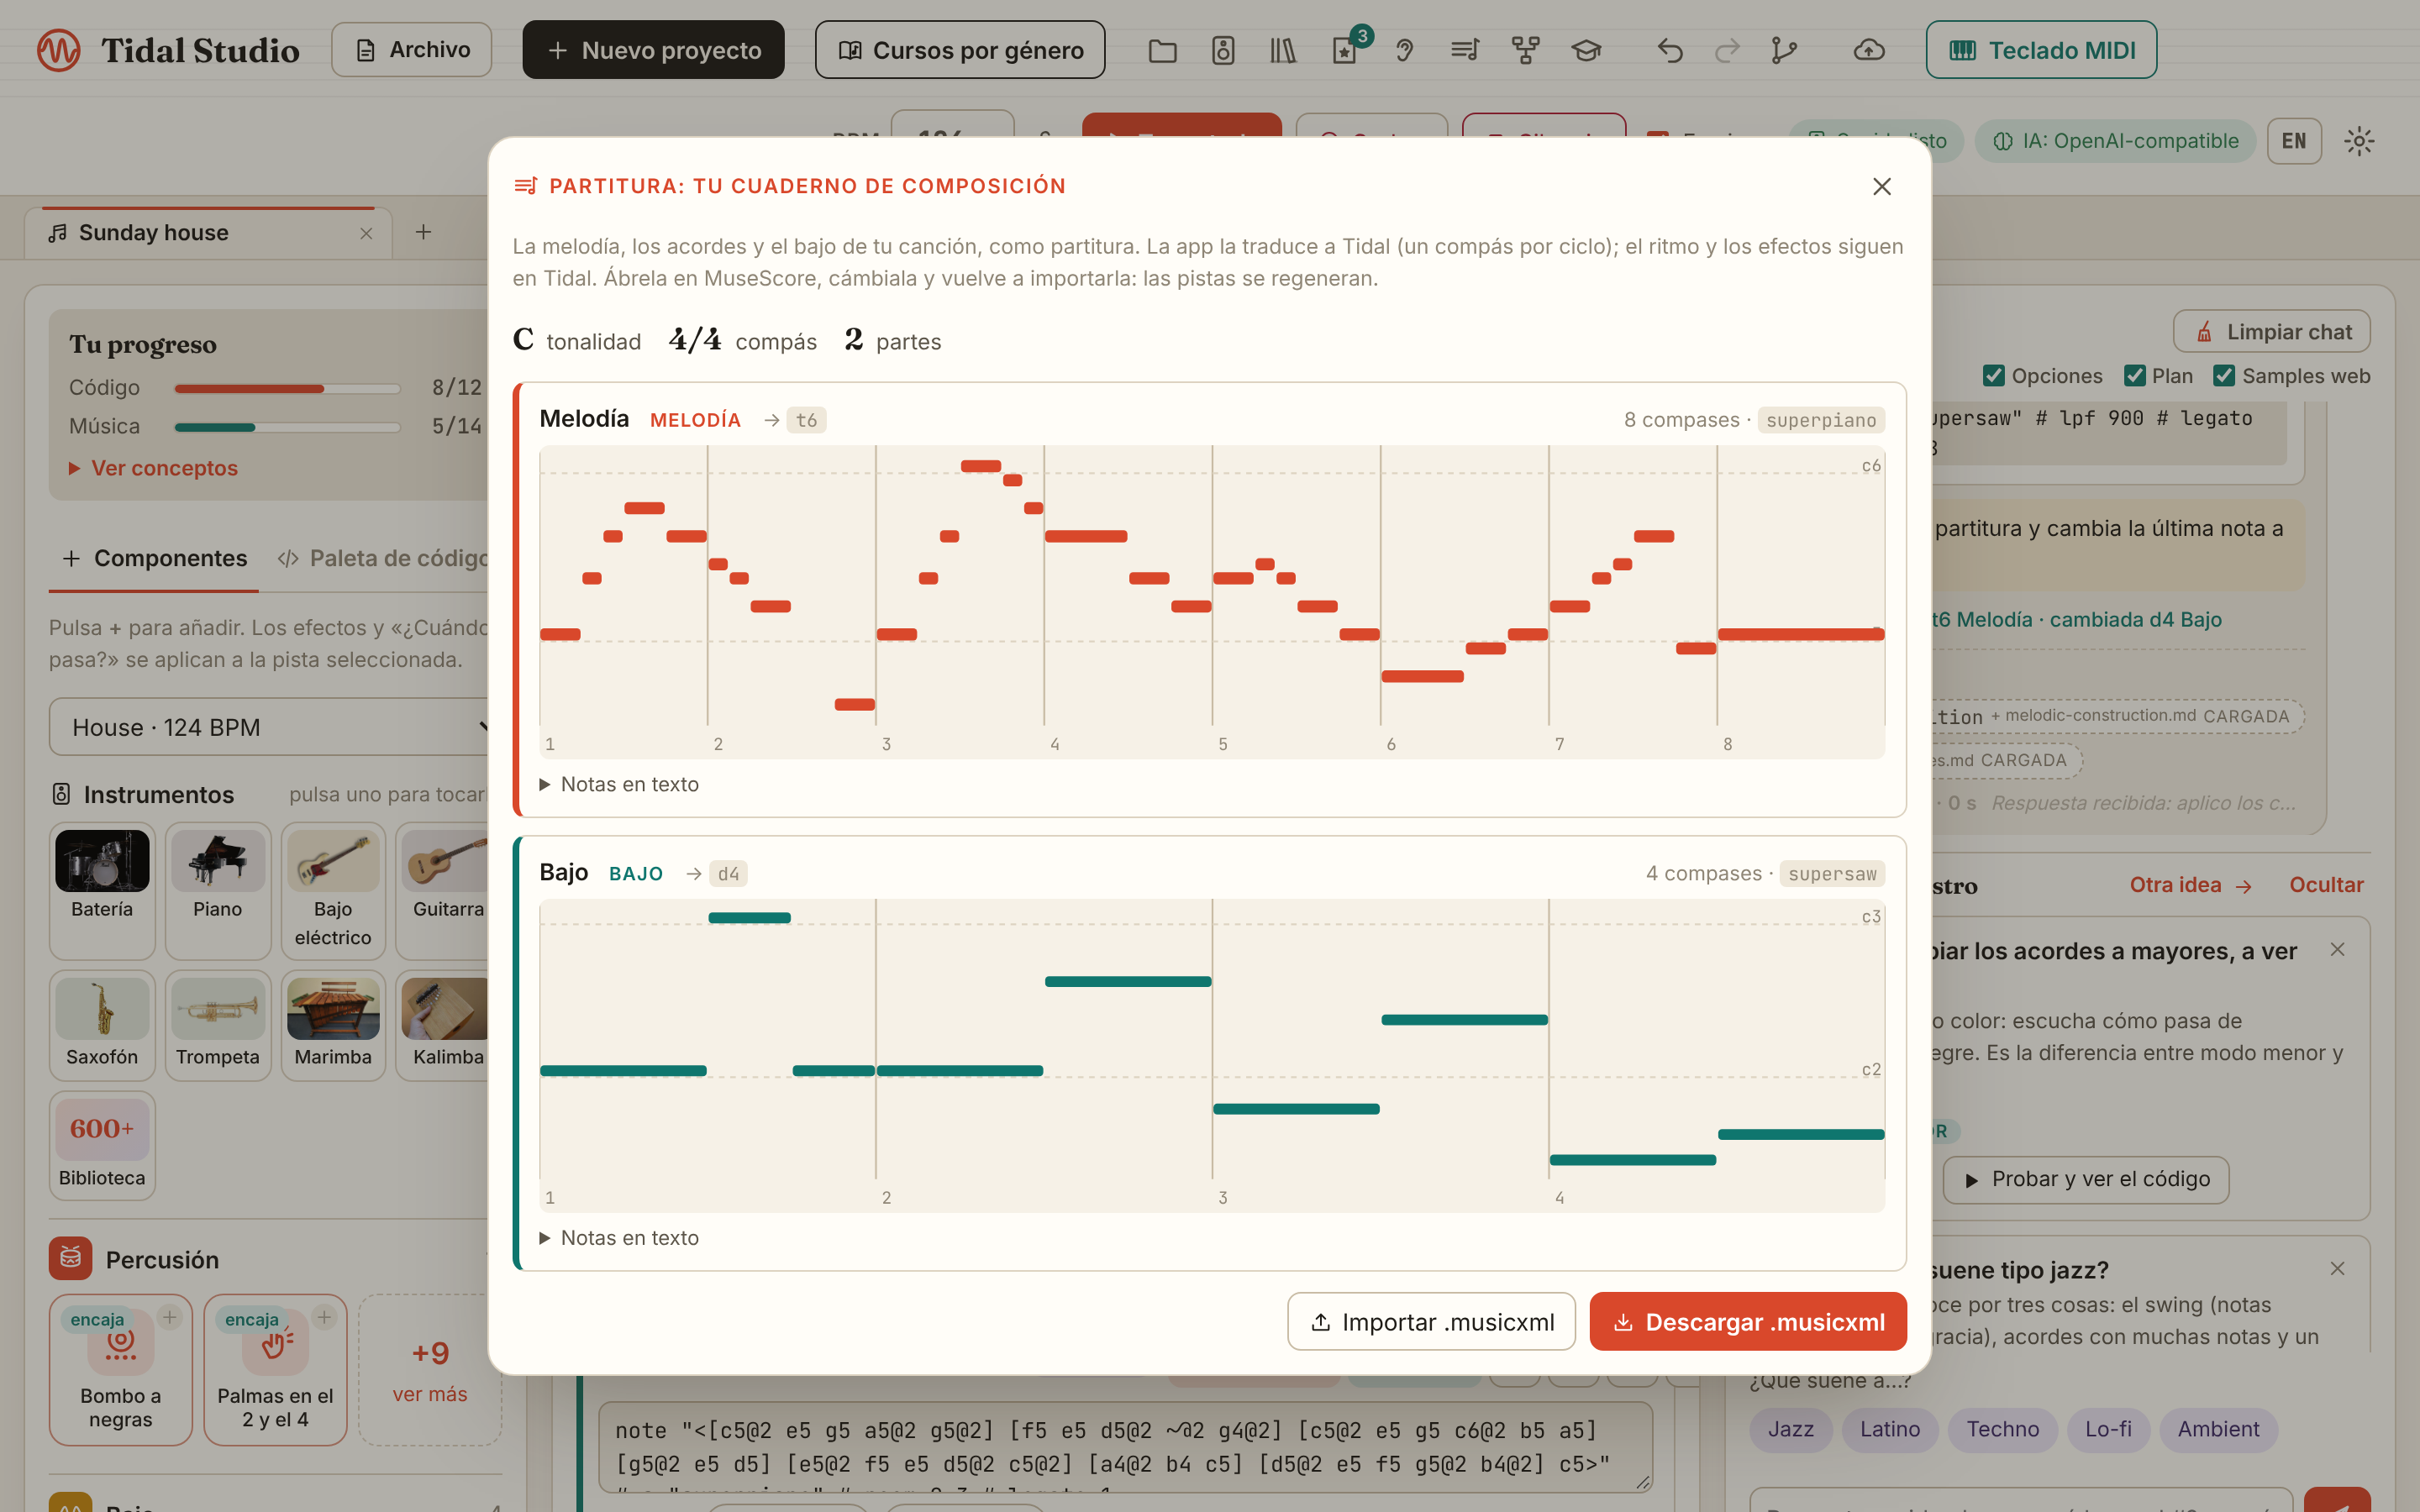 Tidal Studio
Archivo
+ Nuevo proyecto
Cursos por género
3
Teclado MIDI
BPM
IA: OpenAI-compatible
EN
Sunday house
Tu progreso
Código 8/12
Música 5/14
Ver conceptos
+ Componentes
</> Paleta de código
Pulsa + para añadir. Los efectos y «¿Cuándo
pasa?» se aplican a la pista seleccionada.
House · 124 BPM
Instrumentos
pulsa uno para tocar
Batería
Piano
Bajo
eléctrico
Guitarra
Saxofón
Trompeta
Marimba
Kalimba
600+
Biblioteca
Percusión
encaja
Bombo a
negras
encaja
Palmas en el
2 y el 4
+9
ver más
PARTITURA: TU CUADERNO DE COMPOSICIÓN
La melodía, los acordes y el bajo de tu canción, como partitura. La app la traduce a Tidal (un compás por ciclo); el ritmo y los efectos siguen
en Tidal. Ábrela en MuseScore, cámbiala y vuelve a importarla: las pistas se regeneran.
C tonalidad 4/4 compás 2 partes
Melodía MELODÍA → t6
8 compases · superpiano
c6
1 2 3 4 5 6 7 8
Notas en texto
Bajo BAJO → d4
4 compases · supersaw
c3
c2
1 2 3 4
Notas en texto
Importar .musicxml
Descargar .musicxml
note "<[c5@2 e5 g5 a5@2 g5@2] [f5 e5 d5@2 ~@2 g4@2] [c5@2 e5 g5 c6@2 b5 a5]
[g5@2 e5 d5] [e5@2 f5 e5 d5@2 c5@2] [a4@2 b4 c5] [d5@2 e5 f5 g5@2 b4@2] c5>"
Limpiar chat
Opciones
Plan
Samples web
" # lpf 900 # legato
partitura y cambia la última nota a
t6 Melodía · cambiada d4 Bajo
+ melodic-construction.md CARGADA
.md CARGADA
· 0 s Respuesta recibida: aplico los c...
Otra idea →
Ocultar
los acordes a mayores, a ver
color: escucha cómo pasa de
Es la diferencia entre modo menor y
Probar y ver el código
suene tipo jazz?
por tres cosas: el swing (notas
acordes con muchas notas y un
¿Que suene a...?
Jazz
Latino
Techno
Lo-fi
Ambient